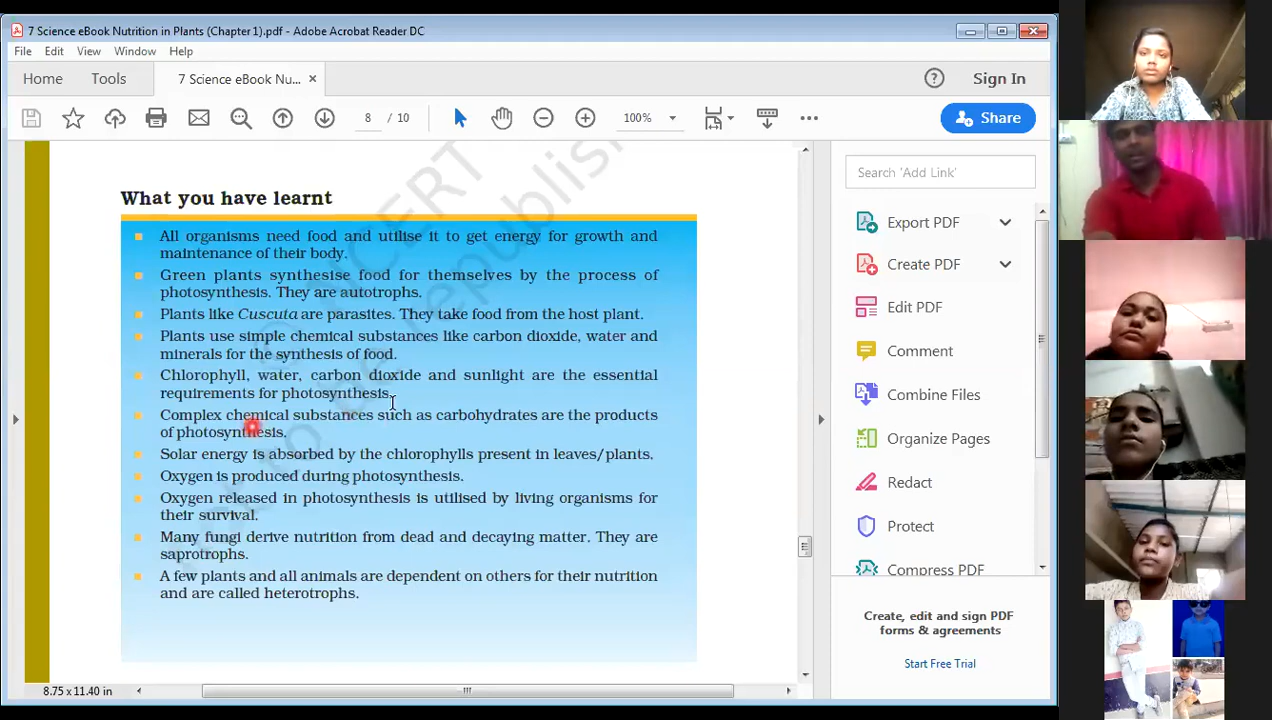 7 Science eBook Nutrition in Plants (Chapter 1).pdf - Adobe Acrobat Reader DC
File Edit View Window Help
Home Tools 7 Science eBook Nu... × Sign In
8 / 10 100% Share
What you have learnt
All organisms need food and utilise it to get energy for growth and
maintenance of their body.
Green plants synthesise food for themselves by the process of
photosynthesis. They are autotrophs.
Plants like Cuscuta are parasites. They take food from the host plant.
Plants use simple chemical substances like carbon dioxide, water and
minerals for the synthesis of food.
Chlorophyll, water, carbon dioxide and sunlight are the essential
requirements for photosynthesis.
Complex chemical substances such as carbohydrates are the products
of photosynthesis.
Solar energy is absorbed by the chlorophylls present in leaves/plants.
Oxygen is produced during photosynthesis.
Oxygen released in photosynthesis is utilised by living organisms for
their survival.
Many fungi derive nutrition from dead and decaying matter. They are
saprotrophs.
A few plants and all animals are dependent on others for their nutrition
and are called heterotrophs.
© NCERT
republish
8.75 x 11.40 in
Search 'Add Link'
Export PDF
Create PDF
Edit PDF
Comment
Combine Files
Organize Pages
Redact
Protect
Compress PDF
Create, edit and sign PDF
forms & agreements
Start Free Trial